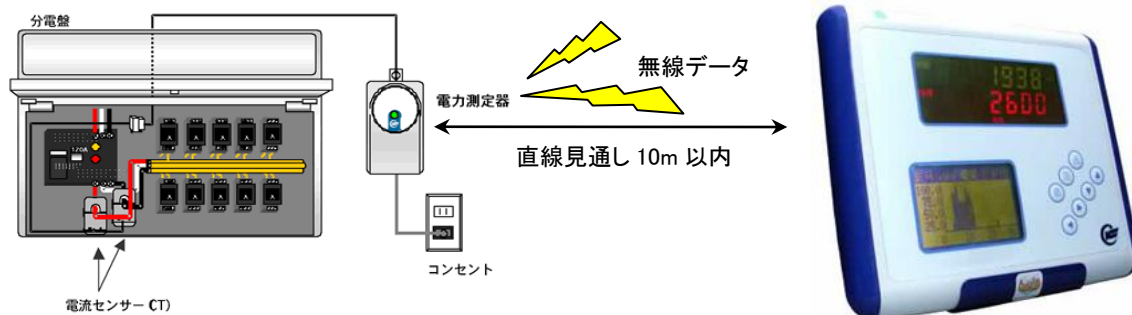 分電盤
120A
電力測定器
無線データ
直線見通し 10m 以内
コンセント
電流センサー CT)
1938
2600